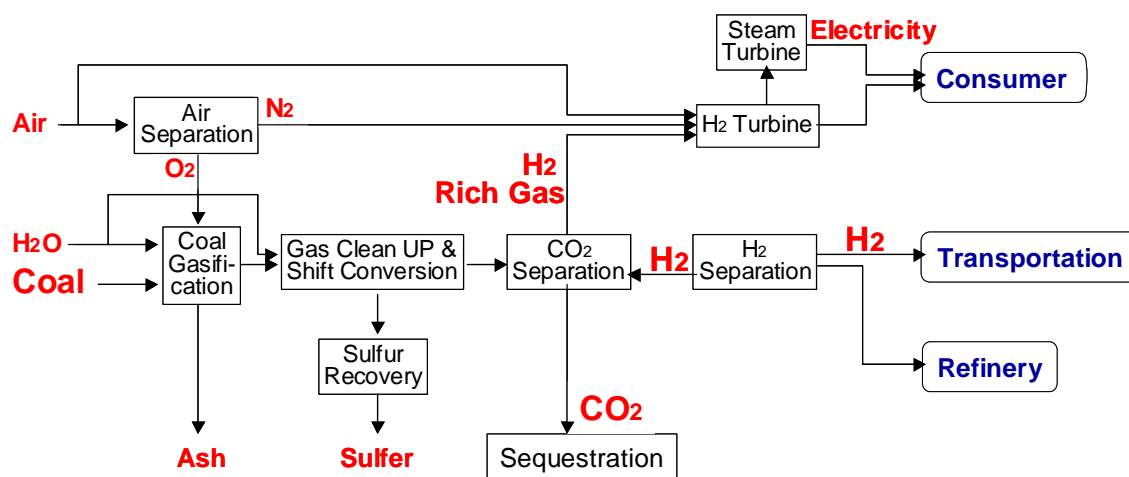 Steam
Turbine
Electricity
Consumer
Air
Air
Separation
N2
H2 Turbine
O2
H2
Rich Gas
H2O
Coal
Coal
Gasifi-
cation
Gas Clean UP &
Shift Conversion
CO2
Separation
H2
H2
Separation
H2
Transportation
Sulfur
Recovery
Refinery
CO2
Ash
Sulfer
Sequestration